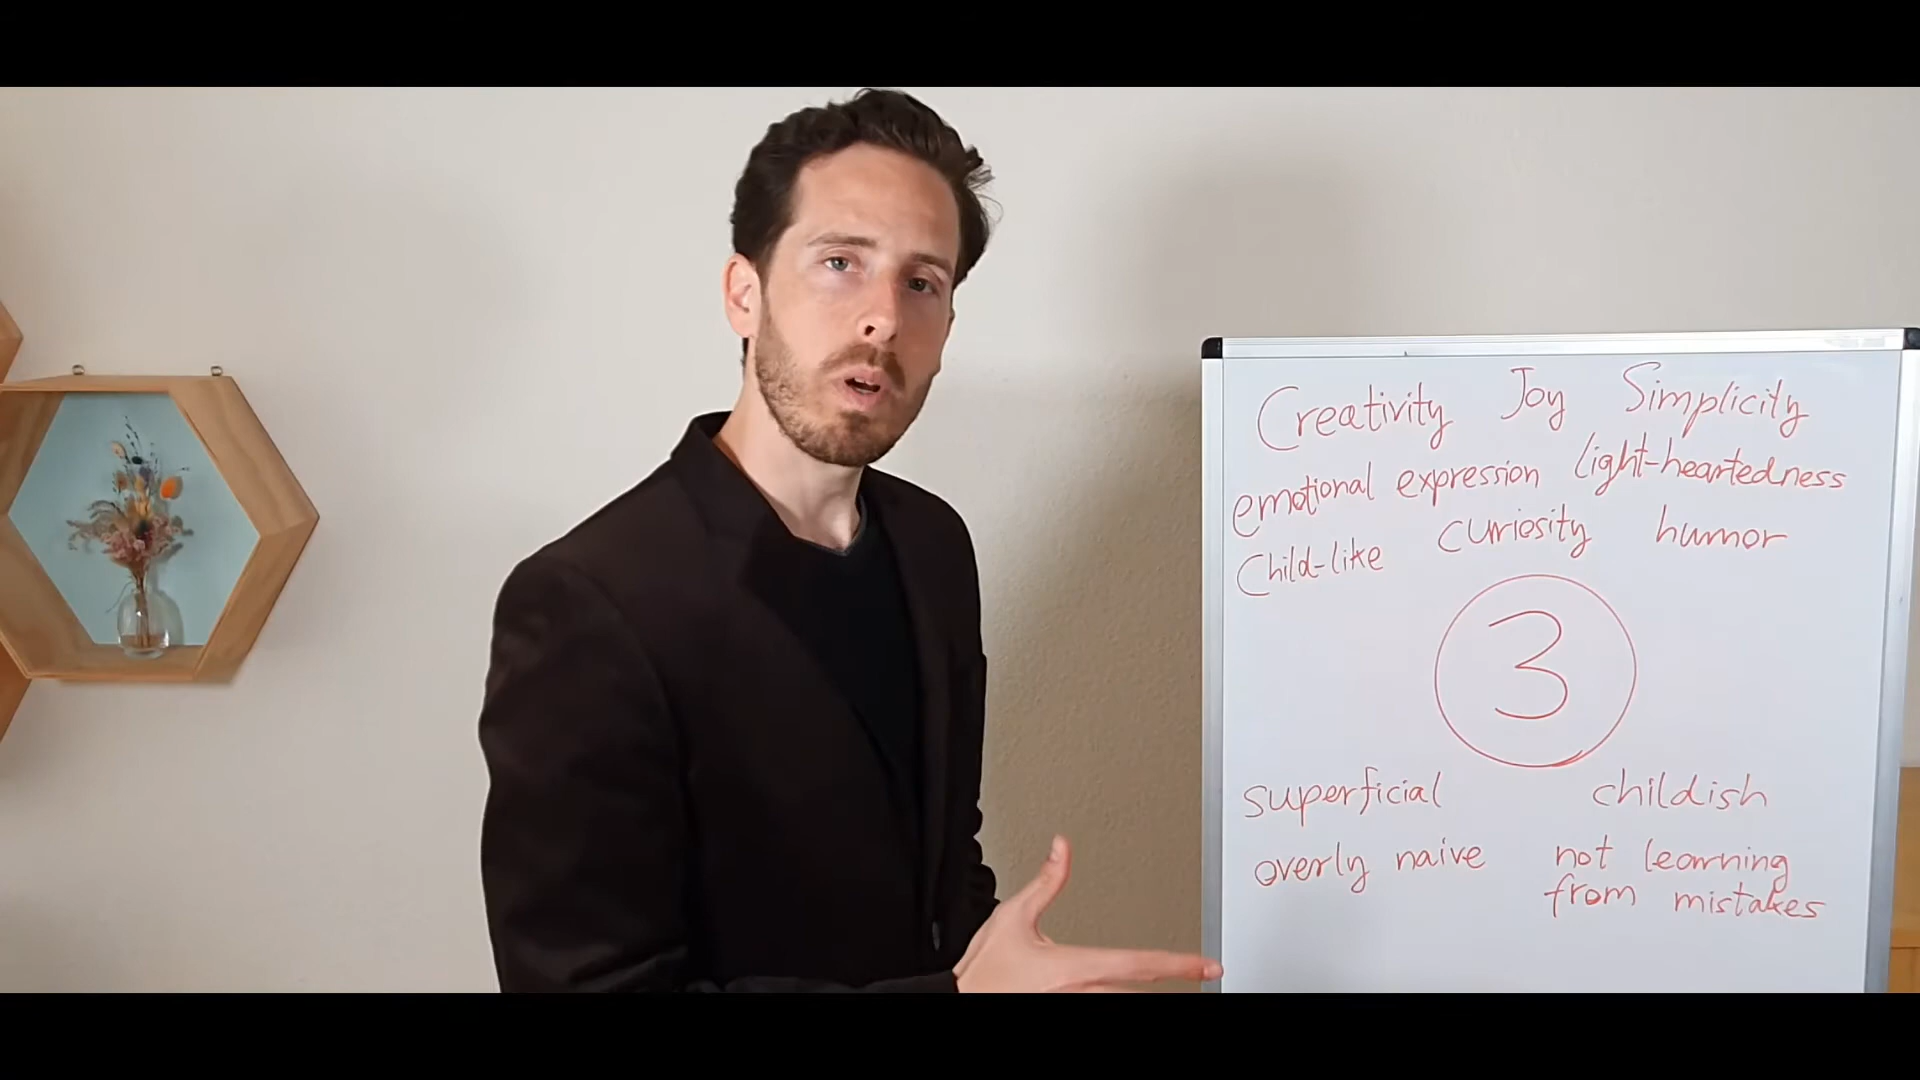 Creativity Joy Simplicity
emotional expression light-heartedness
Child-like curiosity humor
3
superficial childish
overly naive not learning
from mistakes